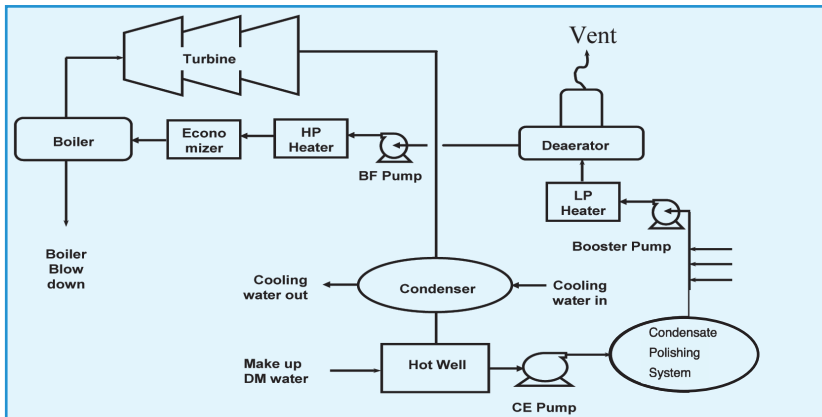 Vent
Turbine
Boiler
Econo
mizer
HP
Heater
BF Pump
Deaerator
LP
Heater
Booster Pump
Boiler
Blow
down
Cooling
water out
Condenser
Cooling
water in
Condensate
Polishing
System
Make up
DM water
Hot Well
CE Pump